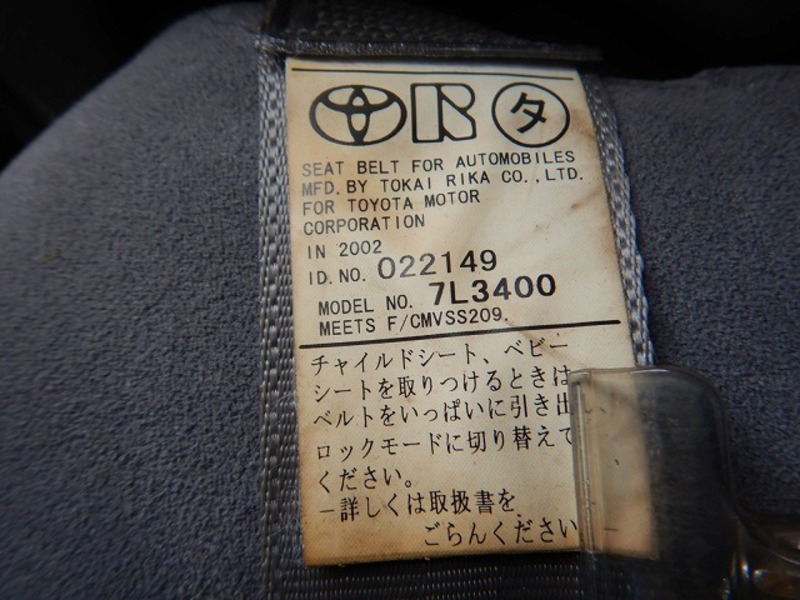 タ
SEAT BELT FOR AUTOMOBILES
MFD. BY TOKAI RIKA CO.,LTD.
FOR TOYOTA MOTOR
CORPORATION
IN 2002
ID. NO. 022149
MODEL NO. 7L3400
MEETS F/CMVSS209.
チャイルドシート、ベビー
シートを取りつけるときは
ベルトをいっぱいに引き出し、
ロックモードに切り替えて
ください。
−詳しくは取扱書を
ごらんください